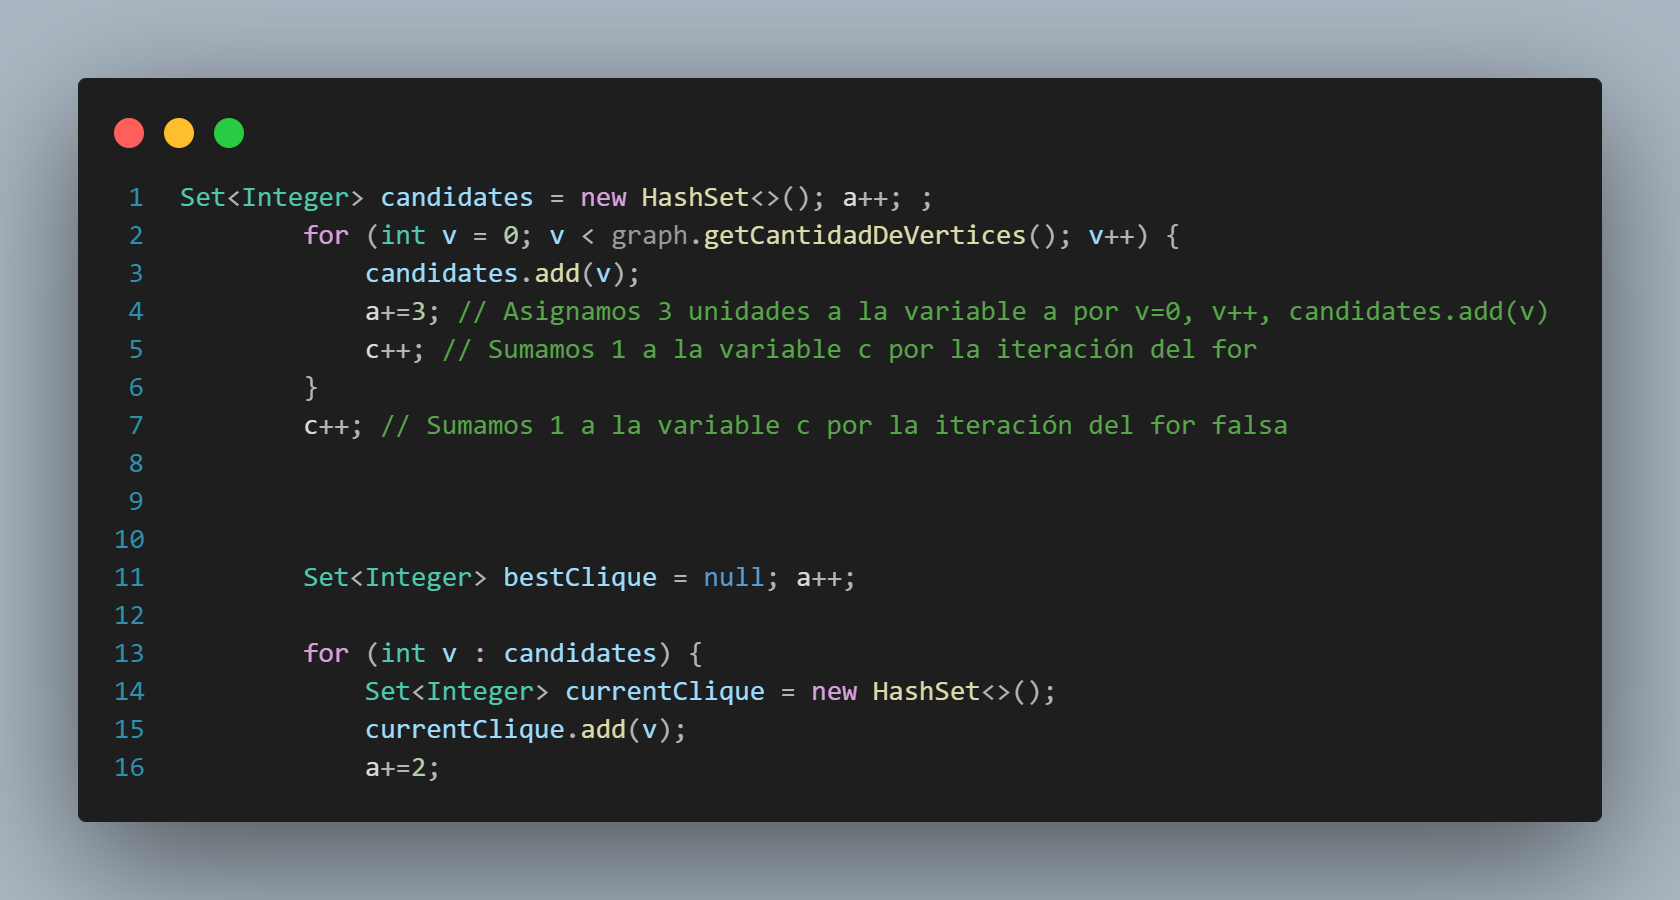 1 Set<Integer> candidates = new HashSet<>(); a++; ;
2 for (int v = 0; v < graph.getCantidadDeVertices(); v++) {
3 candidates.add(v);
4 a+=3; // Asignamos 3 unidades a la variable a por v=0, v++, candidates.add(v)
5 c++; // Sumamos 1 a la variable c por la iteración del for
6 }
7 c++; // Sumamos 1 a la variable c por la iteración del for falsa
8
9
10
11 Set<Integer> bestClique = null; a++;
12
13 for (int v : candidates) {
14 Set<Integer> currentClique = new HashSet<>();
15 currentClique.add(v);
16 a+=2;